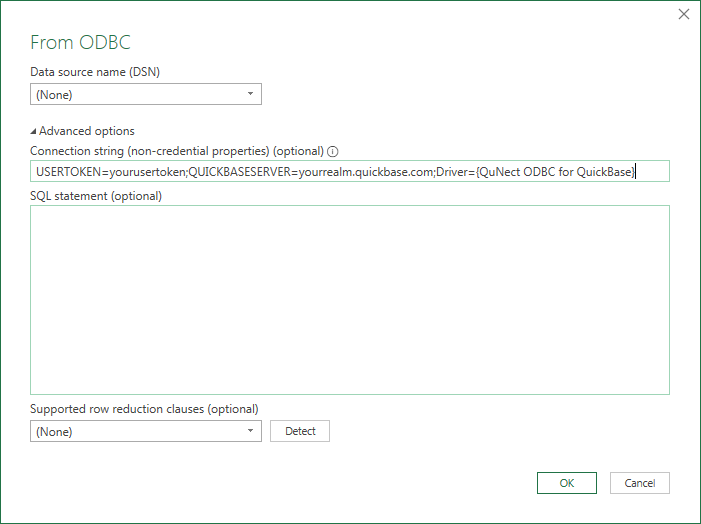 From ODBC
Data source name (DSN)
(None)
Advanced options
Connection string (non-credential properties) (optional)
USERTOKEN=yourusertoken;QUICKBASESERVER=yourrealm.quickbase.com;Driver={QuNect ODBC for QuickBase}
SQL statement (optional)
Supported row reduction clauses (optional)
(None)
Detect
OK
Cancel